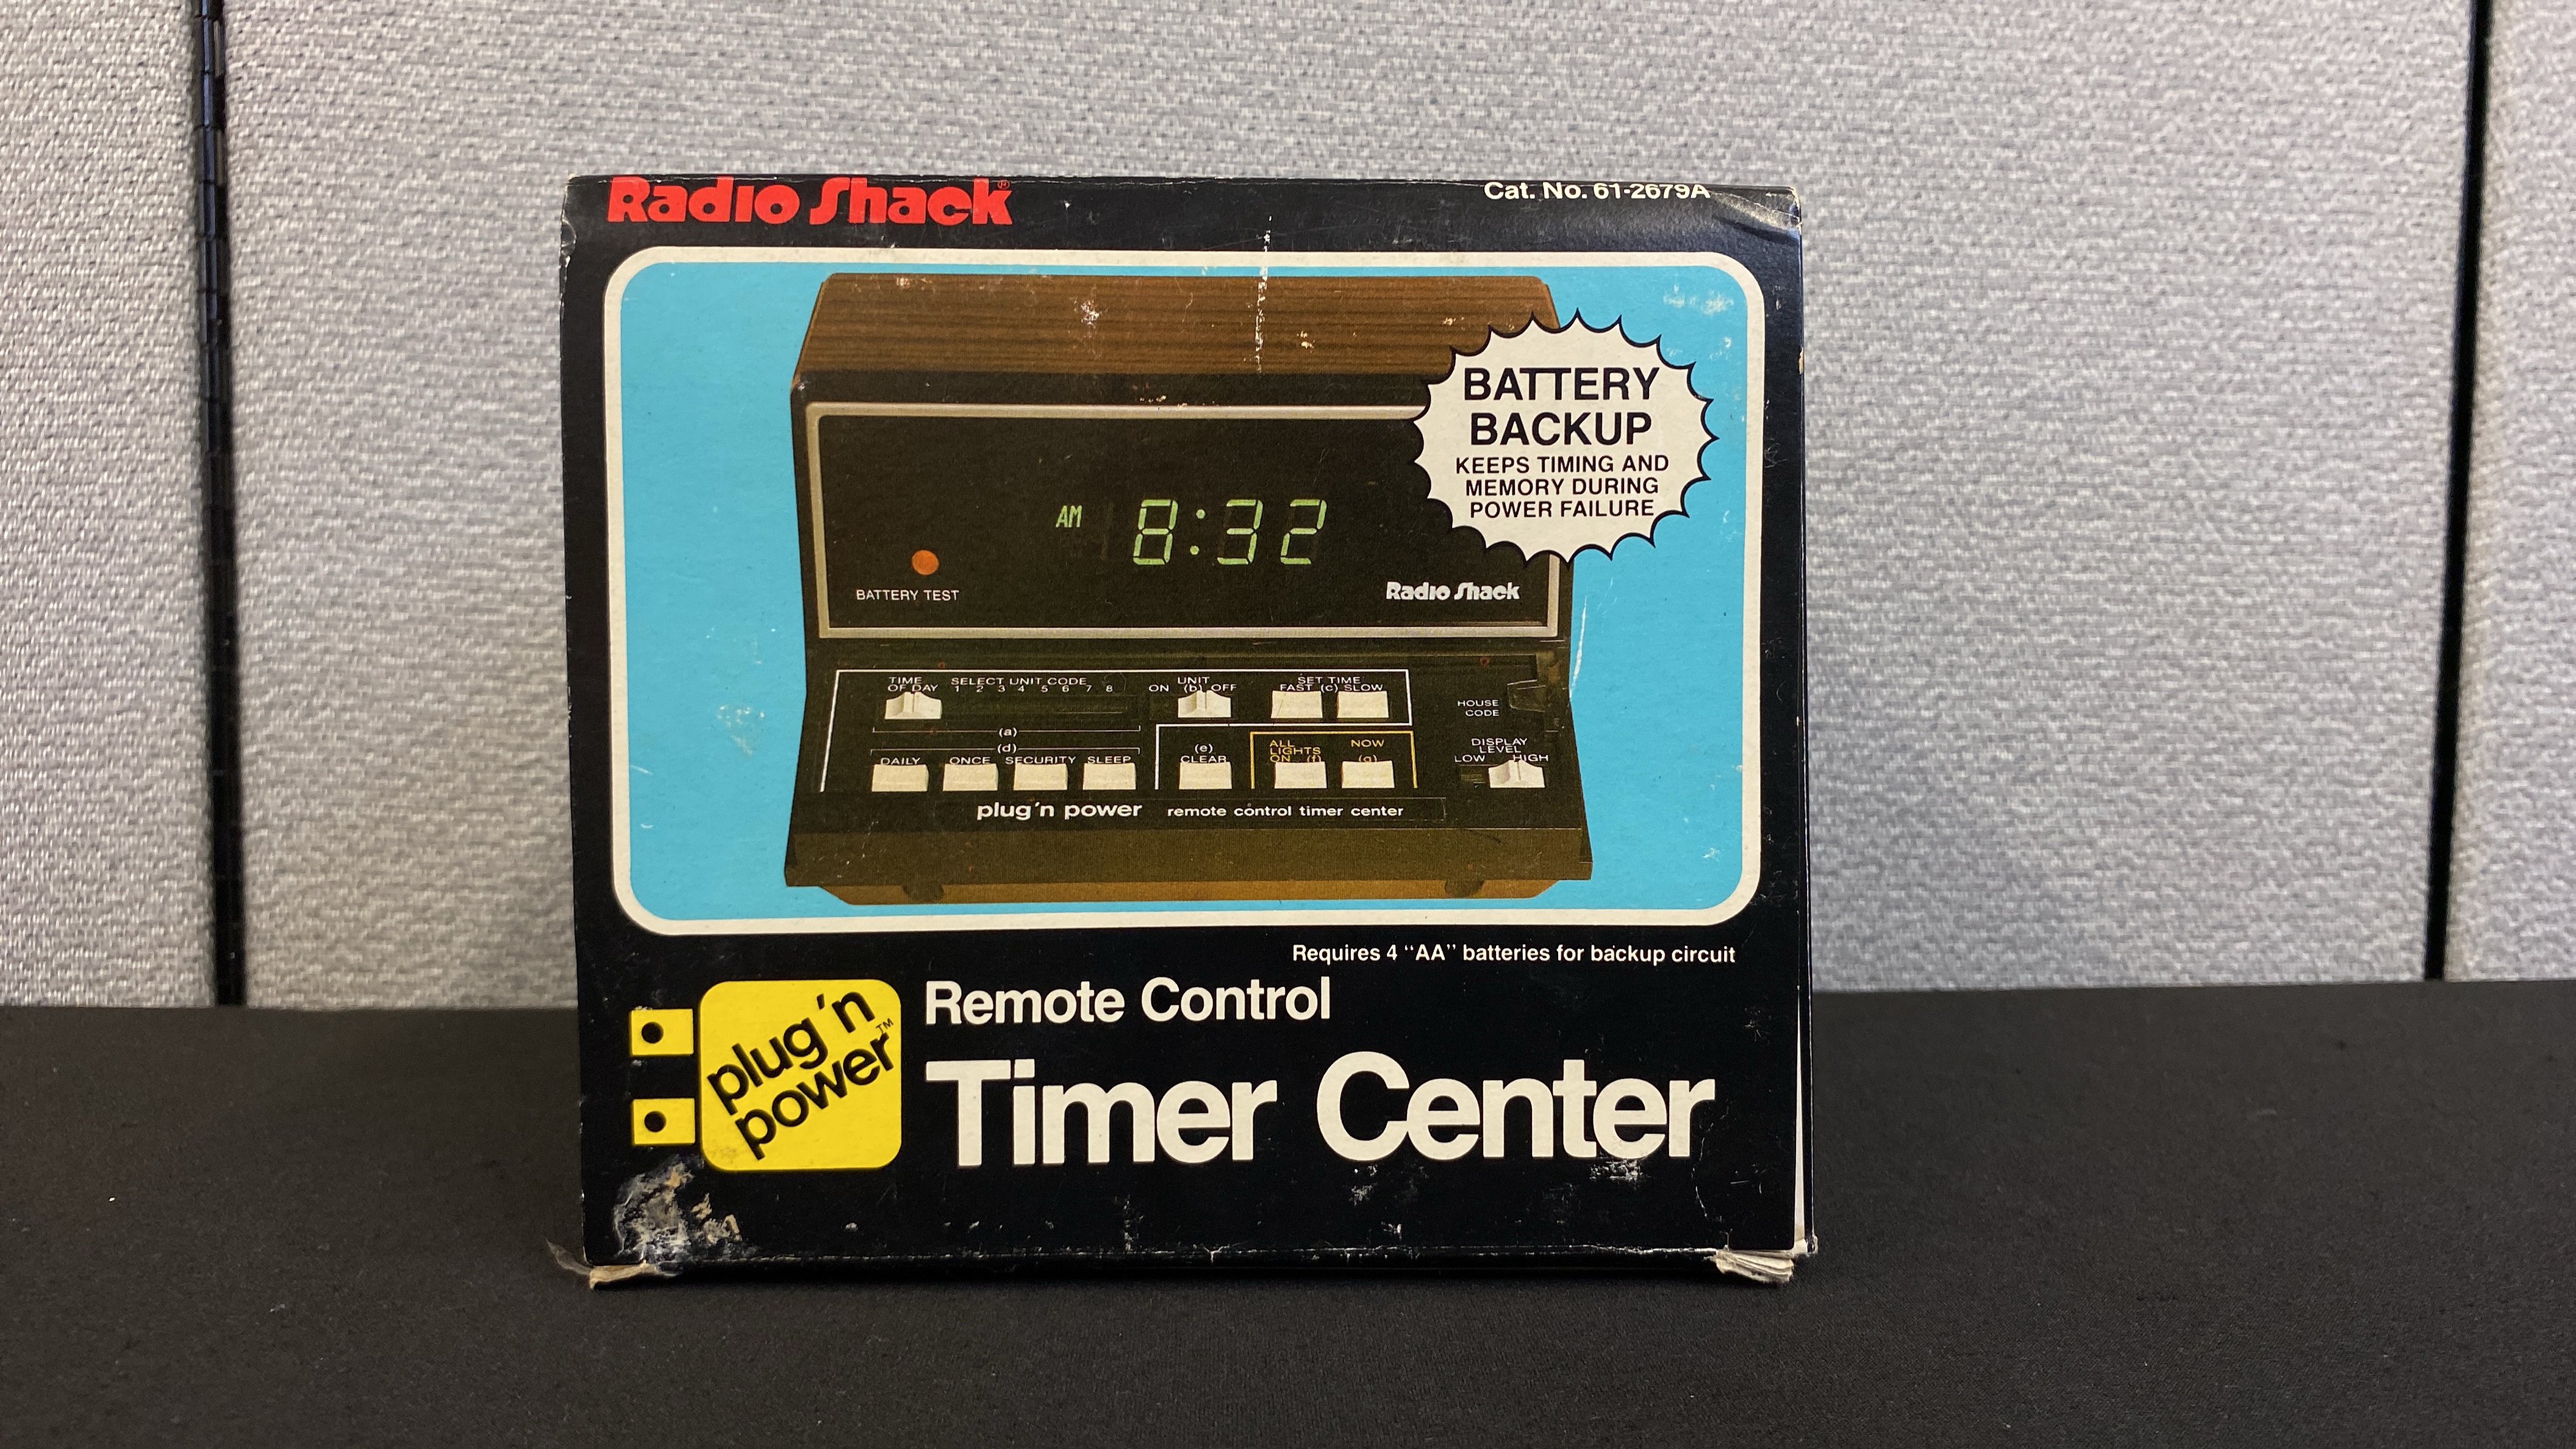 Radio Shack®
Cat. No. 61-2679A
BATTERY
BACKUP
KEEPS TIMING AND
MEMORY DURING
POWER FAILURE
AM 8:32
BATTERY TEST
Radio Shack
TIME
OF DAY
SELECT UNIT CODE
1 2 3 4 5 6 7 8
UNIT
ON (b) OFF
SET TIME
FAST (c) SLOW
HOUSE
CODE
(a)
(d)
DAILY ONCE SECURITY SLEEP
(e)
CLEAR
ALL
LIGHTS
ON (f)
NOW
(g)
DISPLAY
LEVEL
LOW HIGH
plug'n power remote control timer center
Requires 4 “AA” batteries for backup circuit
plug 'n
power™
Remote Control
Timer Center